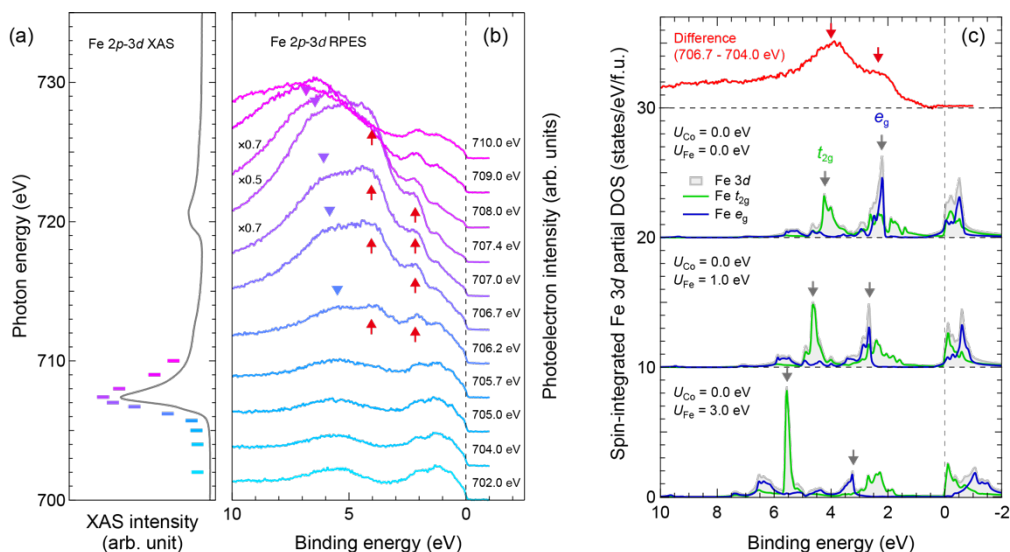 (a)
Fe 2p-3d XAS
Photon energy (eV)
730
720
710
700
XAS intensity
(arb. unit)
(b)
Fe 2p-3d RPES
×0.7
×0.5
×0.7
710.0 eV
709.0 eV
708.0 eV
707.4 eV
707.0 eV
706.7 eV
706.2 eV
705.7 eV
705.0 eV
704.0 eV
702.0 eV
Photoelectron intensity (arb. units)
10 5 0
Binding energy (eV)
(c)
Difference
(706.7 - 704.0 eV)
Spin-integrated Fe 3d partial DOS (states/eV/f.u.)
30
20
10
0
U_Co = 0.0 eV
U_Fe = 0.0 eV
t_2g
e_g
Fe 3d
Fe t_2g
Fe e_g
U_Co = 0.0 eV
U_Fe = 1.0 eV
U_Co = 0.0 eV
U_Fe = 3.0 eV
10 8 6 4 2 0 -2
Binding energy (eV)